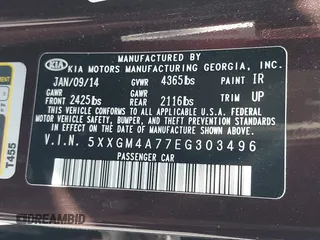 MANUFACTURED BY
KIA KIA MOTORS MANUFACTURING GEORGIA, INC.
JAN/09/14 GVWR 4365lbs PAINT IR
GAWR GAWR
FRONT 2425lbs REAR 2116lbs TRIM UP
THIS VEHICLE CONFORMS TO ALL APPLICABLE FEDERAL MOTOR VEHICLE
SAFETY, BUMPER, AND THEFT PREVENTION STANDARDS IN
EFFECT ON THE DATE OF MANUFACTURE SHOWN ABOVE.
V.I.N. 5XXGM4A77EG303496
PASSENGER CAR
T455
DREAMBID